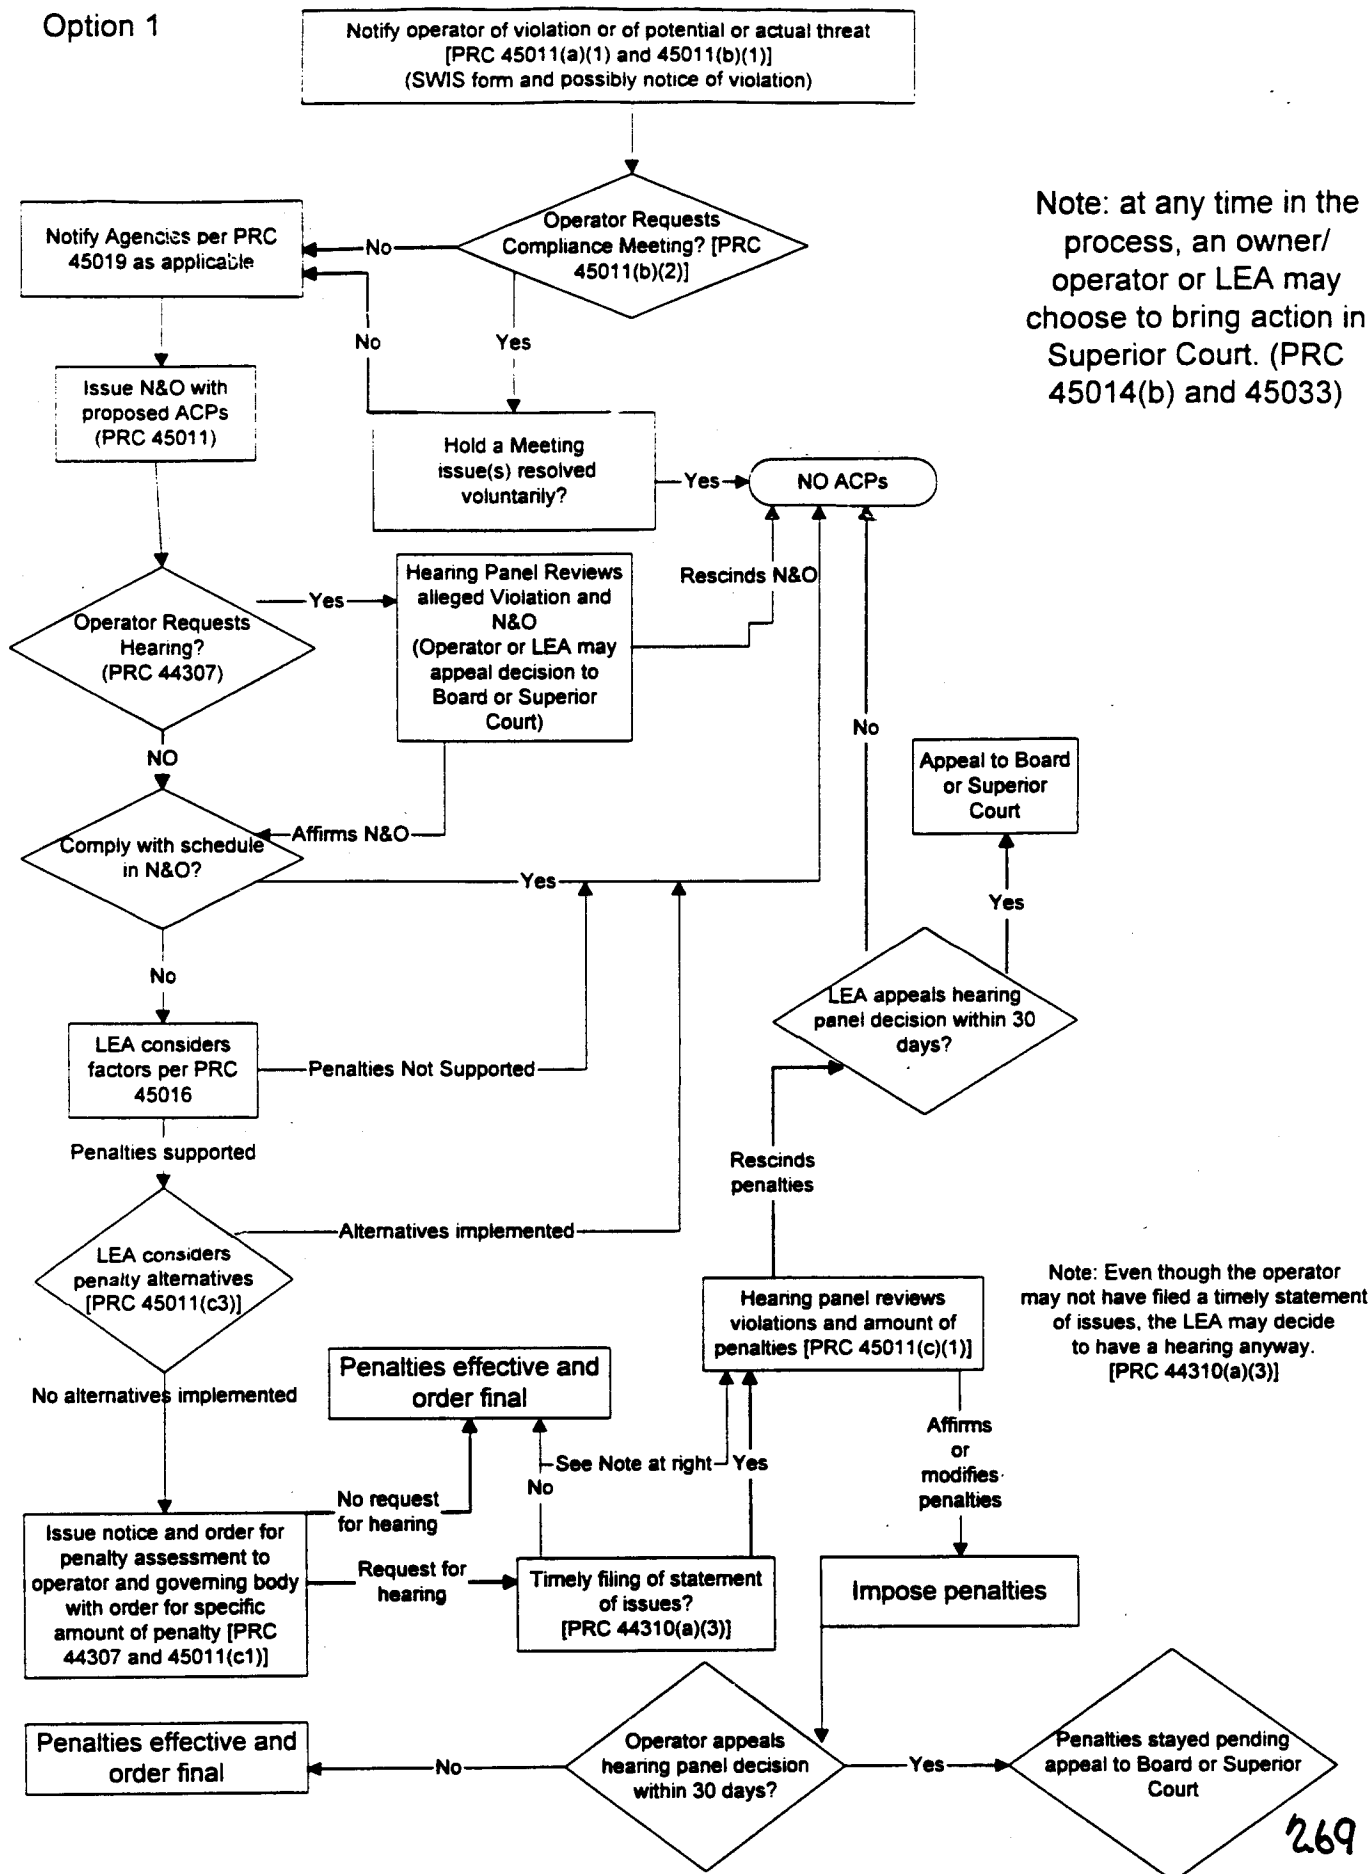 Option 1
Notify operator of violation or of potential or actual threat
[PRC 45011(a)(1) and 45011(b)(1)]
(SWIS form and possibly notice of violation)
Operator Requests
Compliance Meeting? [PRC
45011(b)(2)]
No
Yes
Notify Agencies per PRC
45019 as applicable
No
Note: at any time in the
process, an owner/
operator or LEA may
choose to bring action in
Superior Court. (PRC
45014(b) and 45033)
Issue N&O with
proposed ACPs
(PRC 45011)
Hold a Meeting
issue(s) resolved
voluntarily?
Yes
NO ACPs
Operator Requests
Hearing?
(PRC 44307)
Yes
Hearing Panel Reviews
alleged Violation and
N&O
(Operator or LEA may
appeal decision to
Board or Superior
Court)
Rescinds N&O
NO
Affirms N&O
Comply with schedule
in N&O?
Yes
No
No
Appeal to Board
or Superior
Court
Yes
LEA appeals hearing
panel decision within 30
days?
LEA considers
factors per PRC
45016
Penalties Not Supported
Penalties supported
Rescinds
penalties
LEA considers
penalty alternatives
[PRC 45011(c3)]
Alternatives implemented
No alternatives implemented
Hearing panel reviews
violations and amount of
penalties [PRC 45011(c)(1)]
Note: Even though the operator
may not have filed a timely statement
of issues, the LEA may decide
to have a hearing anyway.
[PRC 44310(a)(3)]
Penalties effective and
order final
See Note at right
Yes
No
Affirms
or
modifies
penalties
Issue notice and order for
penalty assessment to
operator and governing body
with order for specific
amount of penalty [PRC
44307 and 45011(c1)]
No request
for hearing
Request for
hearing
Timely filing of statement
of issues?
[PRC 44310(a)(3)]
Impose penalties
Operator appeals
hearing panel decision
within 30 days?
No
Penalties effective and
order final
Yes
Penalties stayed pending
appeal to Board or Superior
Court
269